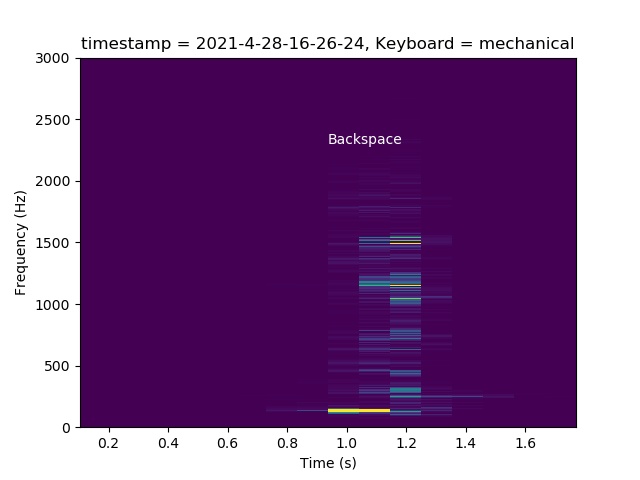 timestamp = 2021-4-28-16-26-24, Keyboard = mechanical
3000
2500
Backspace
2000
1500
1000
500
0
Frequency (Hz)
0.2 0.4 0.6 0.8 1.0 1.2 1.4 1.6
Time (s)